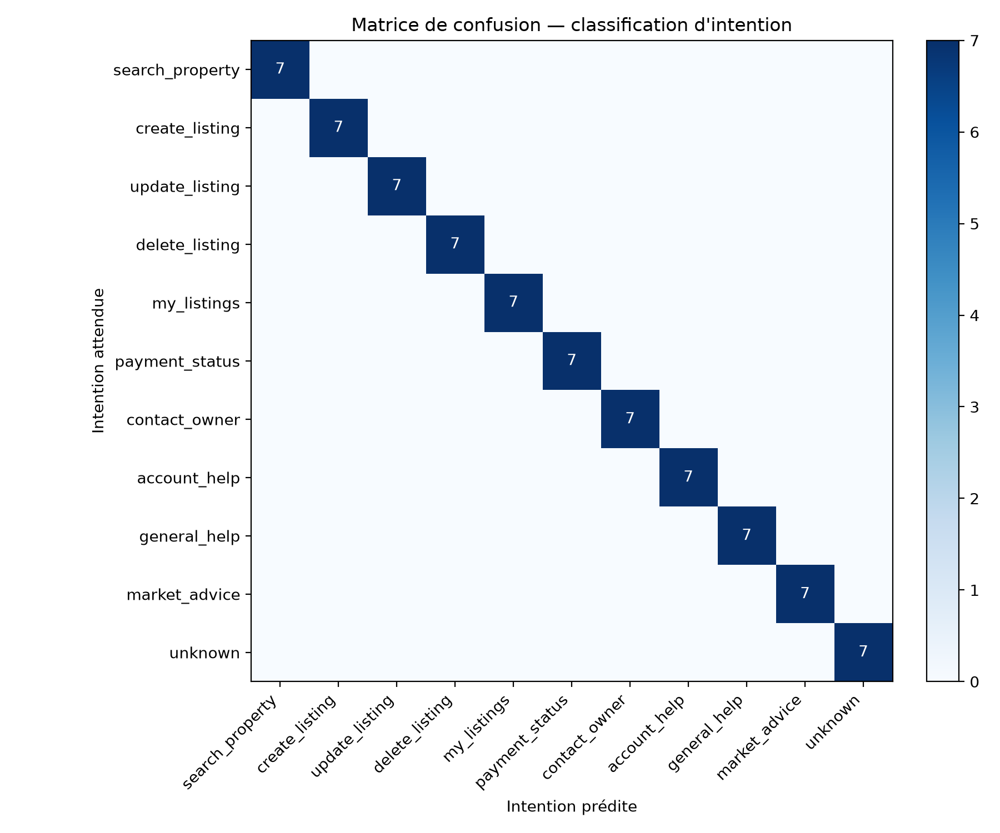 Matrice de confusion — classification d'intention
search_property
create_listing
update_listing
delete_listing
my_listings
payment_status
contact_owner
account_help
general_help
market_advice
unknown
Intention attendue
7
7
7
7
7
7
7
7
7
7
7
search_property
create_listing
update_listing
delete_listing
my_listings
payment_status
contact_owner
account_help
general_help
market_advice
unknown
Intention prédite
7
6
5
4
3
2
1
0